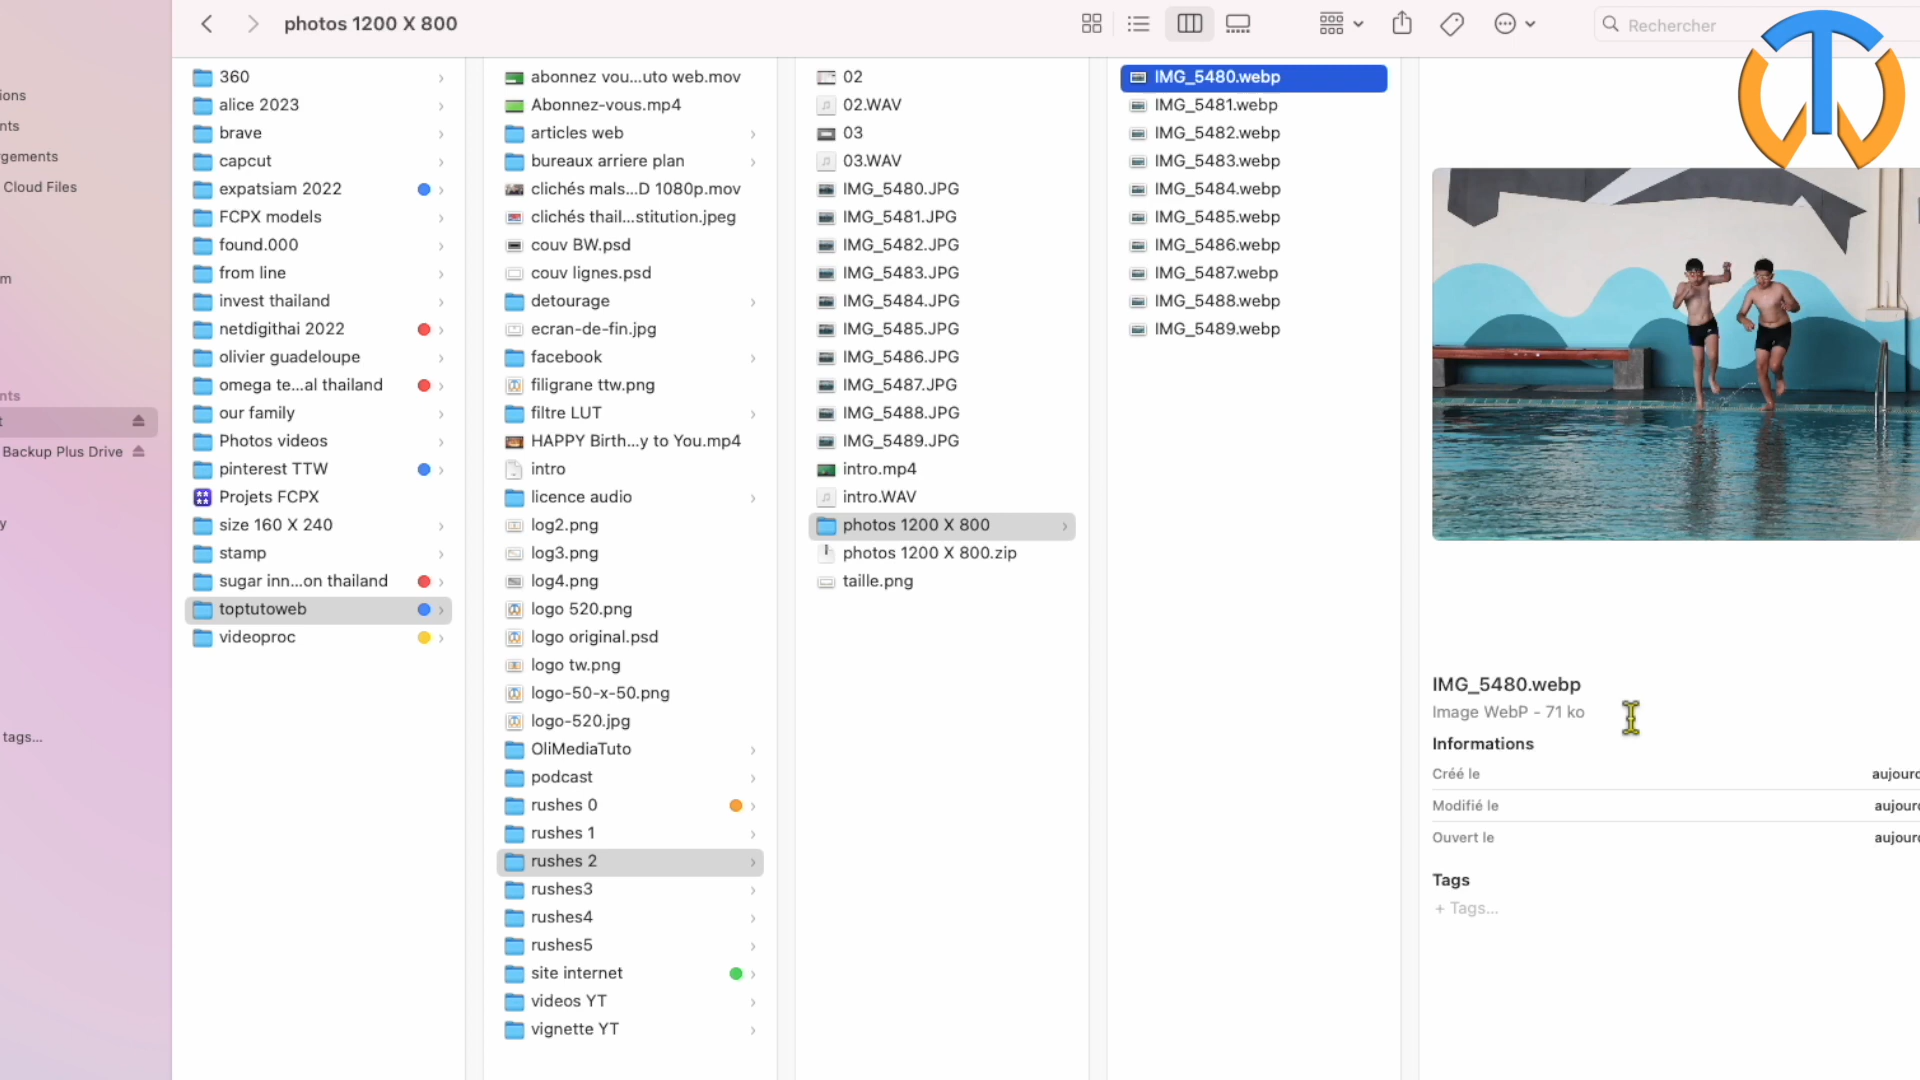 photos 1200 X 800
Rechercher
ions
nts
rgements
Cloud Files
m
nts
t
Backup Plus Drive
y
tags...
360
alice 2023
brave
capcut
expatsiam 2022
FCPX models
found.000
from line
invest thailand
netdigithai 2022
olivier guadeloupe
omega te...al thailand
our family
Photos videos
pinterest TTW
Projets FCPX
size 160 X 240
stamp
sugar inn...on thailand
toptutoweb
videoproc
abonnez vou...uto web.mov
Abonnez-vous.mp4
articles web
bureaux arriere plan
clichés mals...D 1080p.mov
clichés thail...stitution.jpeg
couv BW.psd
couv lignes.psd
detourage
ecran-de-fin.jpg
facebook
filigrane ttw.png
filtre LUT
HAPPY Birth...y to You.mp4
intro
licence audio
log2.png
log3.png
log4.png
logo 520.png
logo original.psd
logo tw.png
logo-50-x-50.png
logo-520.jpg
OliMediaTuto
podcast
rushes 0
rushes 1
rushes 2
rushes3
rushes4
rushes5
site internet
videos YT
vignette YT
02
02.WAV
03
03.WAV
IMG_5480.JPG
IMG_5481.JPG
IMG_5482.JPG
IMG_5483.JPG
IMG_5484.JPG
IMG_5485.JPG
IMG_5486.JPG
IMG_5487.JPG
IMG_5488.JPG
IMG_5489.JPG
intro.mp4
intro.WAV
photos 1200 X 800
photos 1200 X 800.zip
taille.png
IMG_5480.webp
IMG_5481.webp
IMG_5482.webp
IMG_5483.webp
IMG_5484.webp
IMG_5485.webp
IMG_5486.webp
IMG_5487.webp
IMG_5488.webp
IMG_5489.webp
IMG_5480.webp
Image WebP - 71 ko
Informations
Créé le aujourd
Modifié le aujourd
Ouvert le aujourd
Tags
+ Tags...